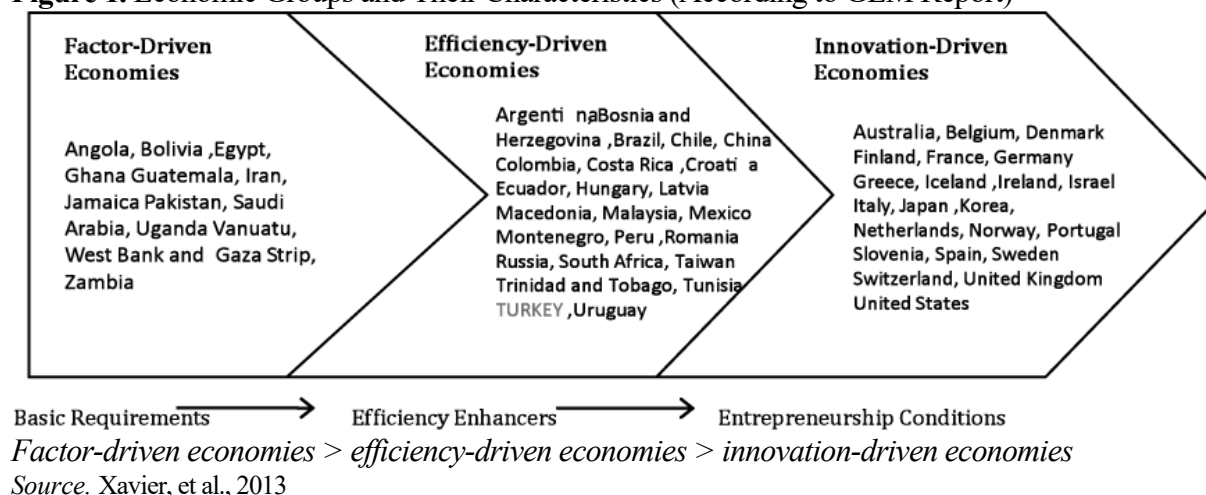 Figure 1. Economic Groups and Their Characteristics (According to GEM Report)
Factor-Driven
Economies
Angola, Bolivia ,Egypt,
Ghana Guatemala, Iran,
Jamaica Pakistan, Saudi
Arabia, Uganda Vanuatu,
West Bank and Gaza Strip,
Zambia
Efficiency-Driven
Economies
Argenti na,Bosnia and
Herzegovina ,Brazil, Chile, China
Colombia, Costa Rica ,Croati a
Ecuador, Hungary, Latvia
Macedonia, Malaysia, Mexico
Montenegro, Peru ,Romania
Russia, South Africa, Taiwan
Trinidad and Tobago, Tunisia
TURKEY ,Uruguay
Innovation-Driven
Economies
Australia, Belgium, Denmark
Finland, France, Germany
Greece, Iceland ,Ireland, Israel
Italy, Japan ,Korea,
Netherlands, Norway, Portugal
Slovenia, Spain, Sweden
Switzerland, United Kingdom
United States
Basic Requirements
Efficiency Enhancers
Entrepreneurship Conditions
Factor-driven economies > efficiency-driven economies > innovation-driven economies
Source. Xavier, et al., 2013